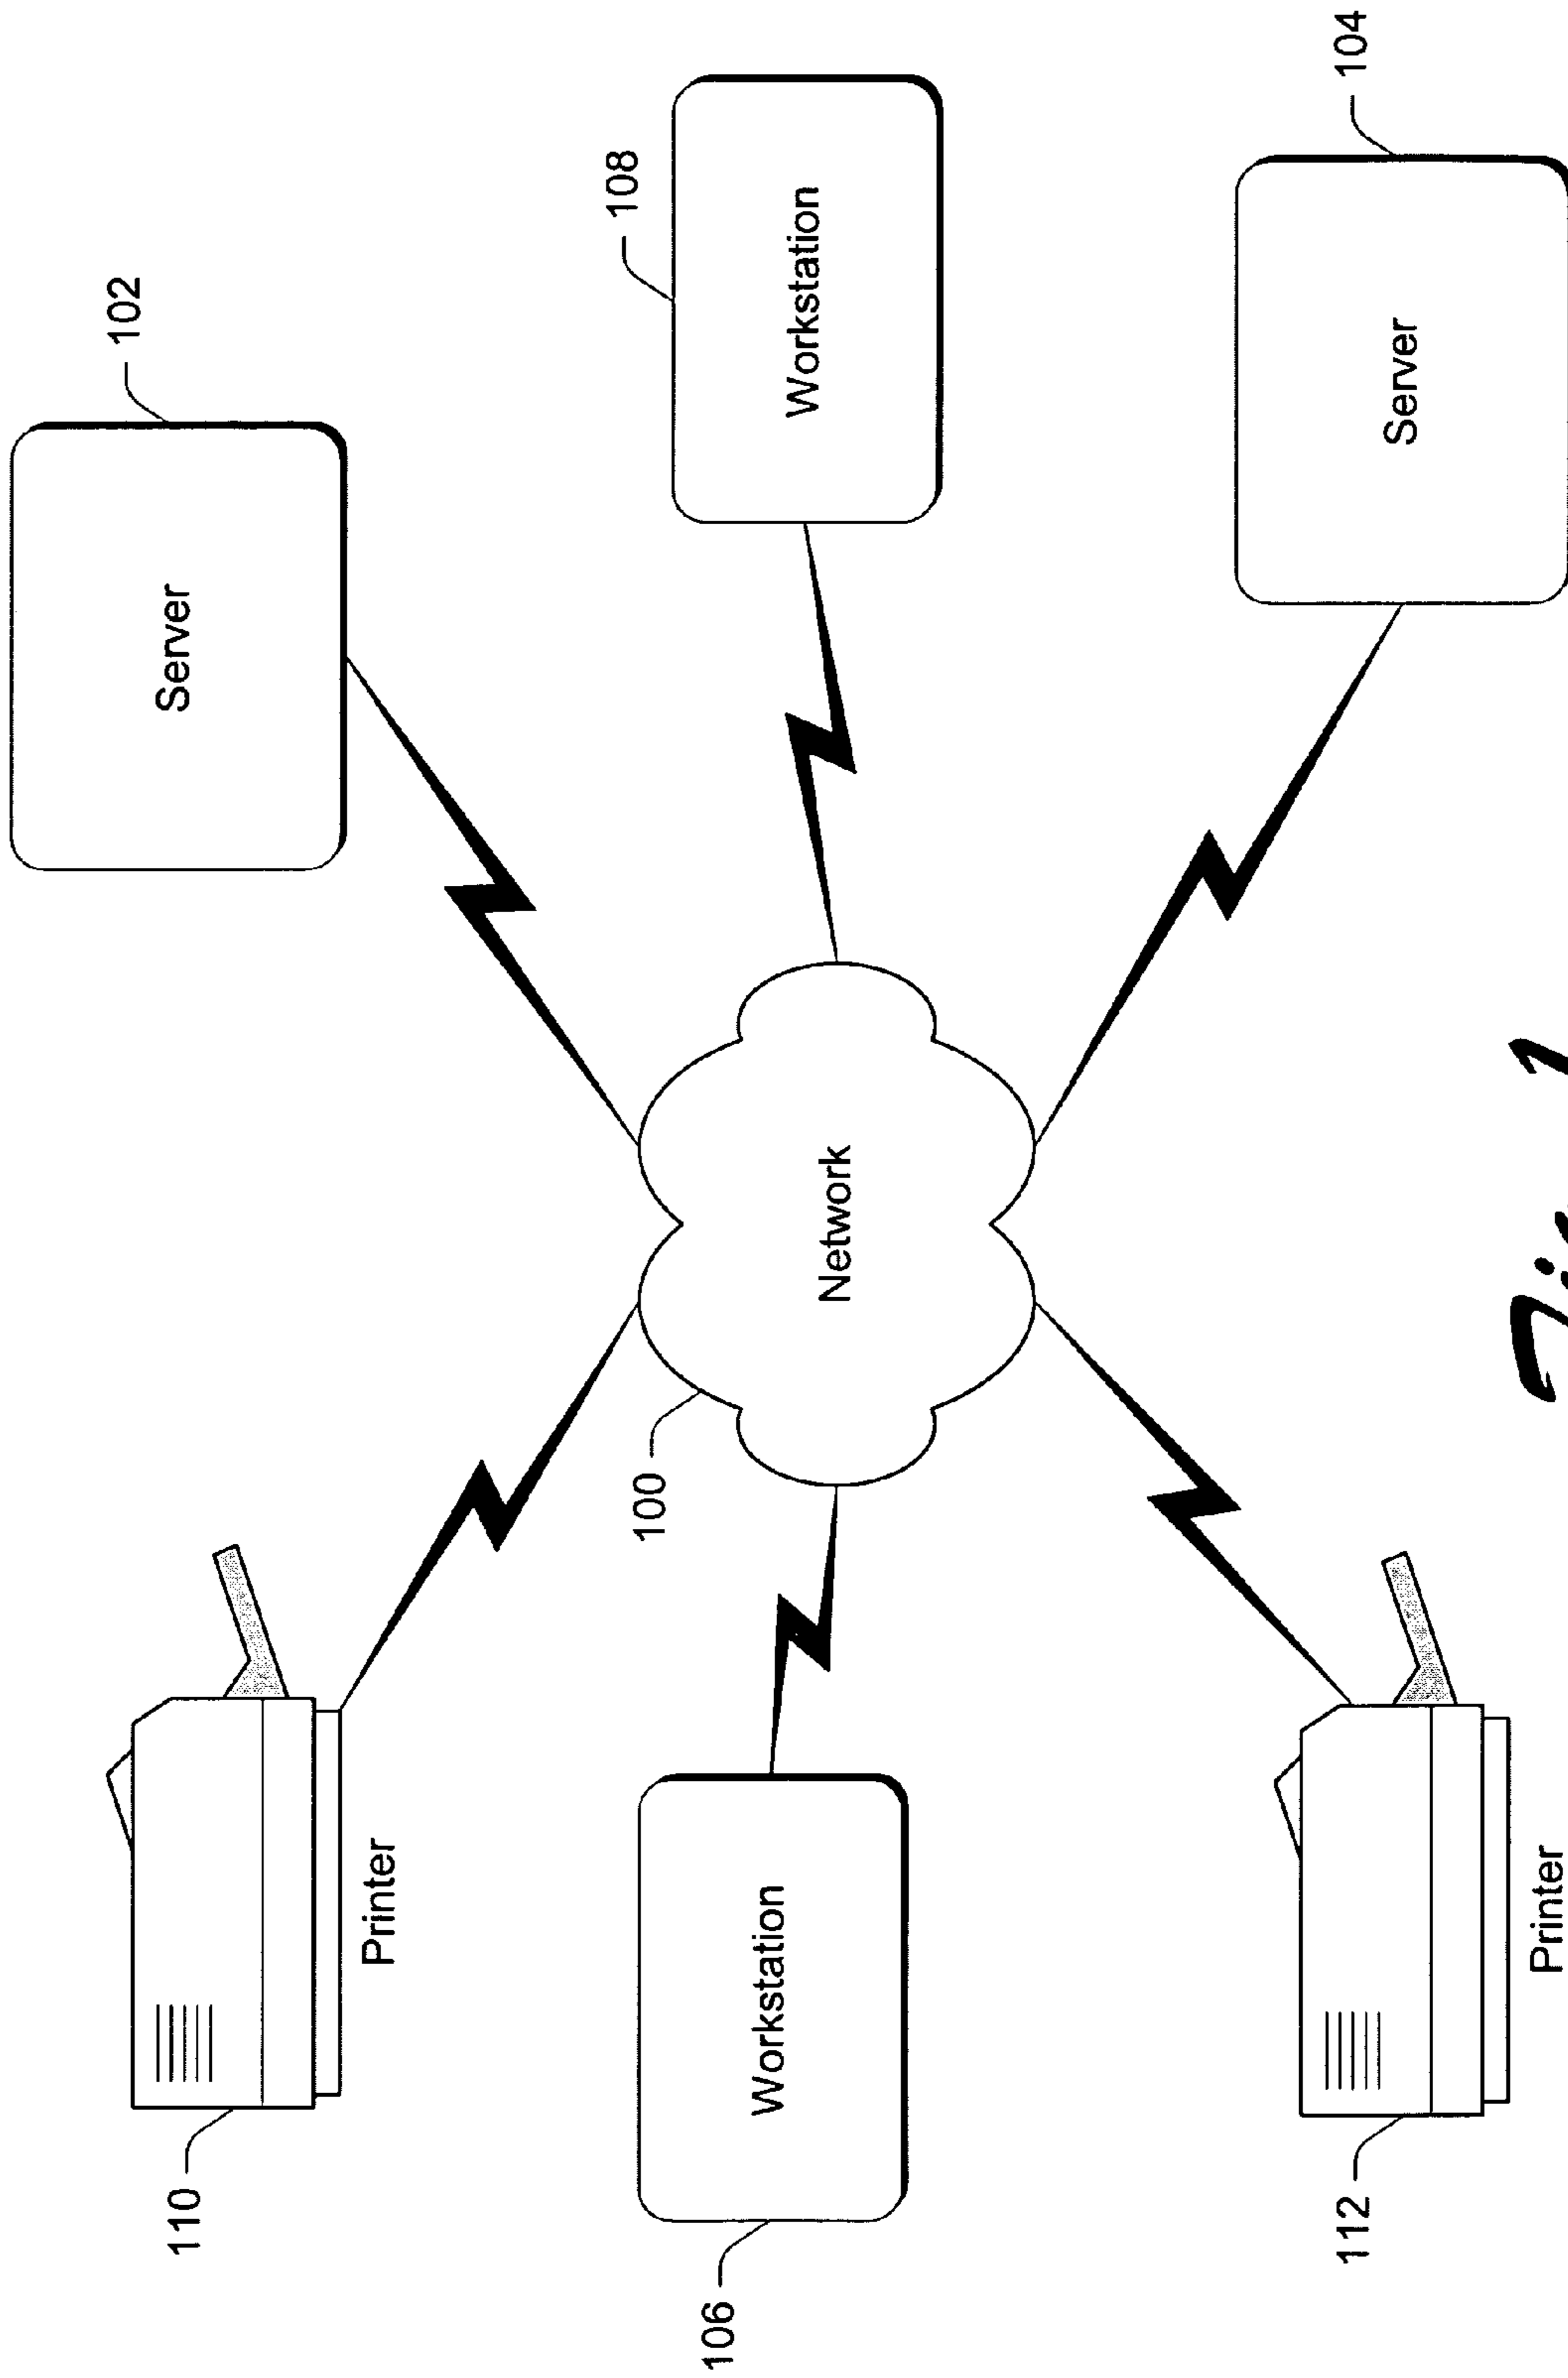 102
110
Server
Printer
108
100
106
Workstation
Workstation
Network
104
112
Server
Printer